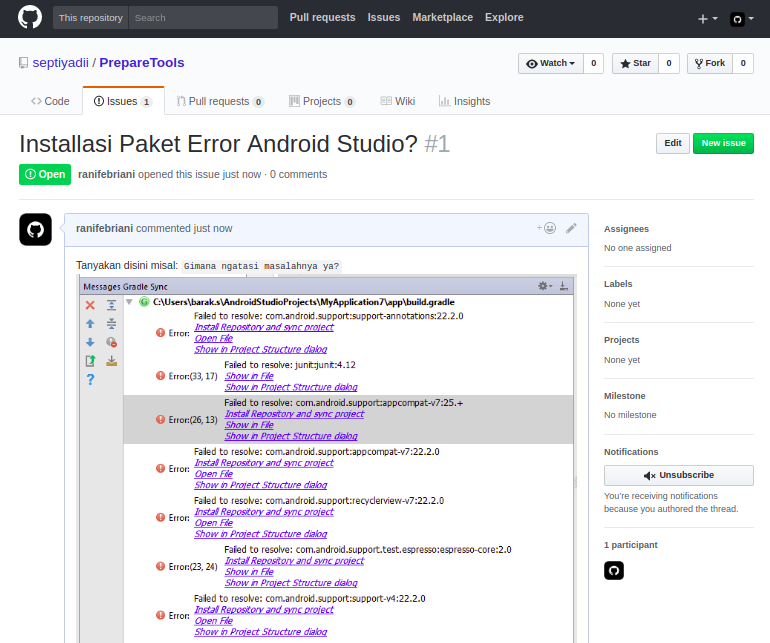 This repository Search Pull requests Issues Marketplace Explore
septiyadii / PrepareTools Watch 0 Star 0 Fork 0
Code Issues 1 Pull requests 0 Projects 0 Wiki Insights
Installasi Paket Error Android Studio? #1 Edit New issue
Open ranifebriani opened this issue just now · 0 comments
ranifebriani commented just now
Tanyakan disini misal: Gimana ngatasi masalahnya ya?
Messages Gradle Sync
C:\Users\barak.s\AndroidStudioProjects\MyApplication7\app\build.gradle
Failed to resolve: com.android.support:support-annotations:22.2.0
Install Repository and sync project
Error: Open File
Show in Project Structure dialog
Failed to resolve: junit:junit:4.12
Error:(33, 17) Show in File
Show in Project Structure dialog
Failed to resolve: com.android.support:appcompat-v7:25.+
Install Repository and sync project
Error:(26, 13) Show in File
Show in Project Structure dialog
Failed to resolve: com.android.support:appcompat-v7:22.2.0
Install Repository and sync project
Error: Open File
Show in Project Structure dialog
Failed to resolve: com.android.support:recyclerview-v7:22.2.0
Install Repository and sync project
Error: Open File
Show in Project Structure dialog
Failed to resolve: com.android.support.test.espresso:espresso-core:2.0
Install Repository and sync project
Error:(23, 24) Show in File
Show in Project Structure dialog
Failed to resolve: com.android.support:support-v4:22.2.0
Install Repository and sync project
Error: Open File
Show in Project Structure dialog
Assignees
No one assigned
Labels
None yet
Projects
None yet
Milestone
No milestone
Notifications
Unsubscribe
You're receiving notifications
because you authored the thread.
1 participant